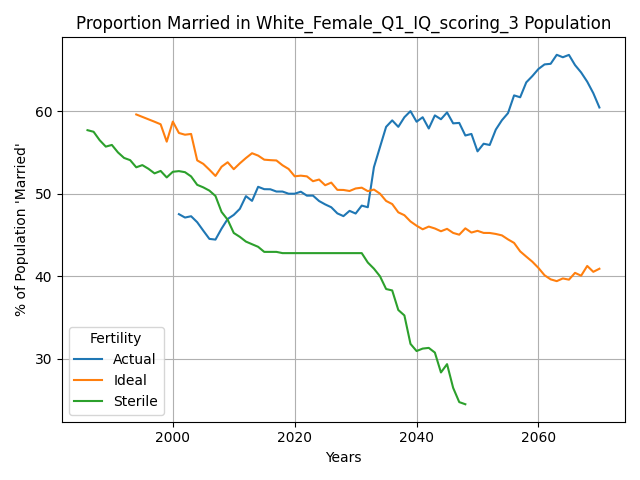 Proportion Married in White_Female_Q1_IQ_scoring_3 Population
% of Population 'Married'
60
50
40
30
Fertility
Actual
Ideal
Sterile
2000
2020
2040
2060
Years